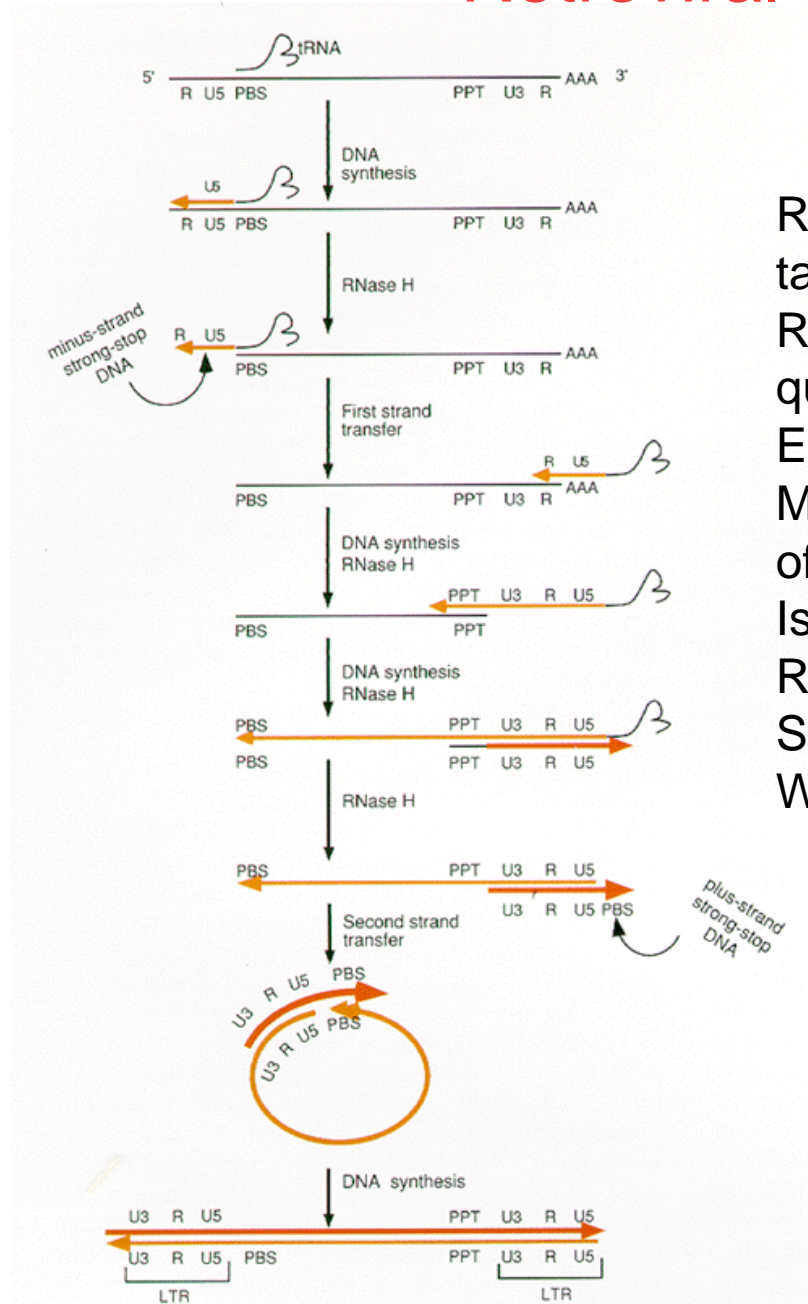 Retroviral
tRNA
5' AAA 3'
R U5 PBS PPT U3 R
DNA
synthesis
U5
AAA
R U5 PBS PPT U3 R
RNase H
minus-strand
strong-stop
DNA
R U5
AAA
PBS PPT U3 R
First strand
transfer
R U5
AAA
PBS PPT U3 R
DNA synthesis
RNase H
PPT U3 R U5
PBS PPT
DNA synthesis
RNase H
PBS PPT U3 R U5
PBS PPT U3 R U5
RNase H
PBS PPT U3 R U5
U3 R U5 PBS
plus-strand
strong-stop
DNA
Second strand
transfer
U3 R U5 PBS
U3 R U5 PBS
DNA synthesis
U3 R U5 PPT U3 R U5
U3 R U5 PBS PPT U3 R U5
LTR LTR
R
ta
R
qu
E
M
of
Is
R
S
W